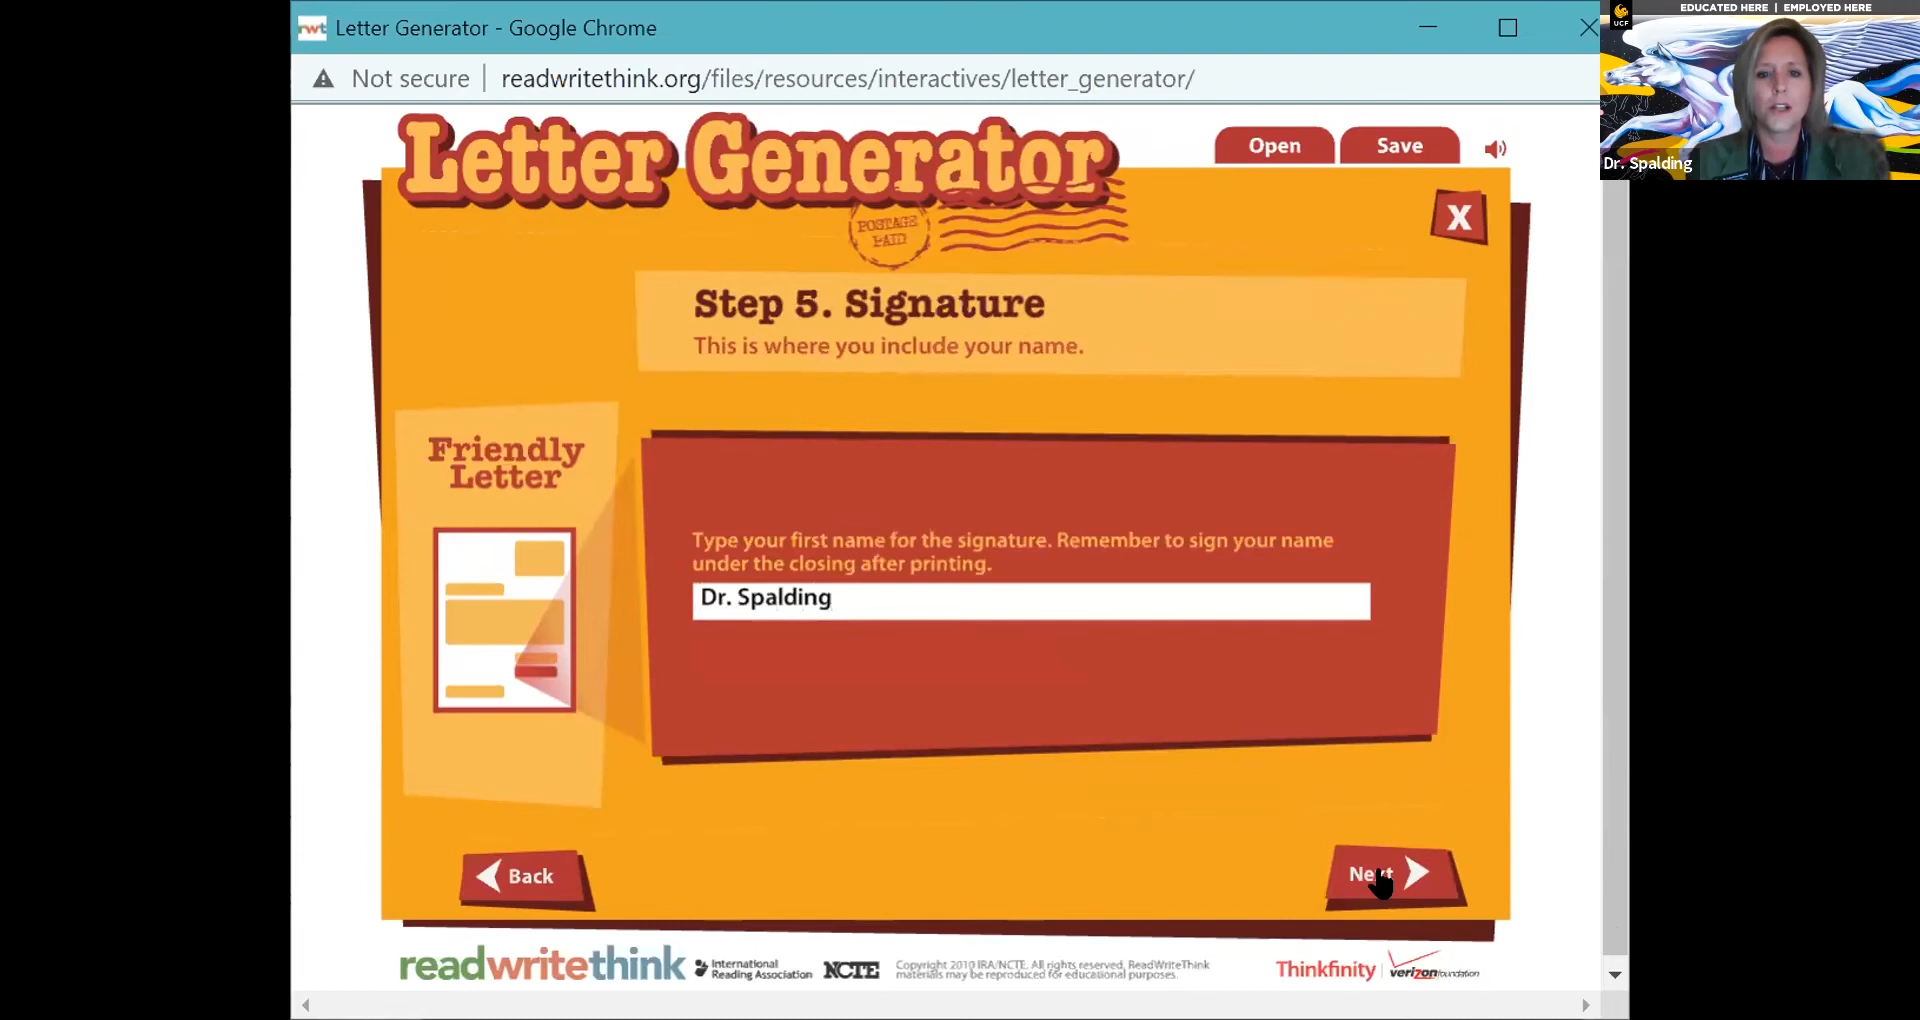 Letter Generator - Google Chrome
Not secure readwritethink.org/files/resources/interactives/letter_generator/
EDUCATED HERE | EMPLOYED HERE
UCF
Dr. Spalding
Letter Generator
Open
Save
POSTAGE
PAID
X
Step 5. Signature
This is where you include your name.
Friendly
Letter
Type your first name for the signature. Remember to sign your name
under the closing after printing.
Dr. Spalding
Back
Next
readwritethink
International
Reading Association
NCTE
Copyright 2010 IRA/NCTE. All rights reserved. ReadWriteThink
materials may be reproduced for educational purposes.
Thinkfinity
verizonfoundation